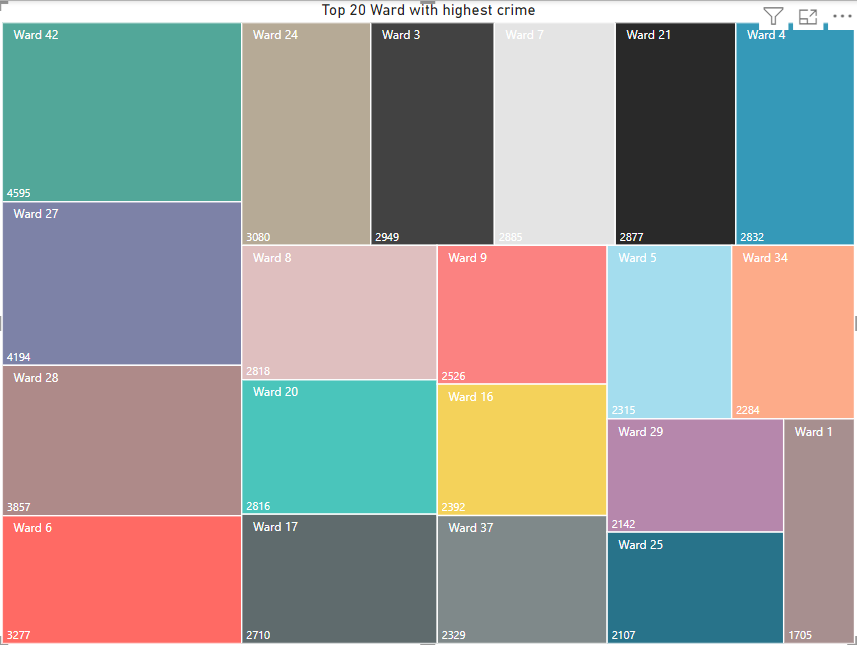 Top 20 Ward with highest crime
Ward 42
4595
Ward 27
4194
Ward 28
3857
Ward 6
3277
Ward 24
3080
Ward 3
2949
Ward 7
2885
Ward 21
2877
Ward 4
2832
Ward 8
2818
Ward 20
2816
Ward 17
2710
Ward 9
2526
Ward 16
2392
Ward 37
2329
Ward 5
2315
Ward 34
2284
Ward 29
2142
Ward 25
2107
Ward 1
1705